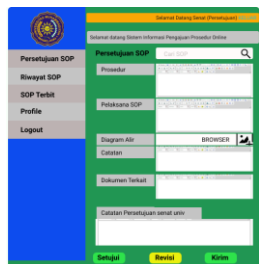 Selamat Datang Senat (Persetujuan)
Selamat datang Sistem Informasi Pengajuan Prosedur Online
Persetujuan SOP
Riwayat SOP
SOP Terbit
Profile
Logout
Persetujuan SOP
Cari SOP
Prosedur
Pelaksana SOP
Diagram Alir
BROWSER
Catatan
Dokumen Terkait
Catatan Persetujuan senat univ
Setujui
Revisi
Kirim